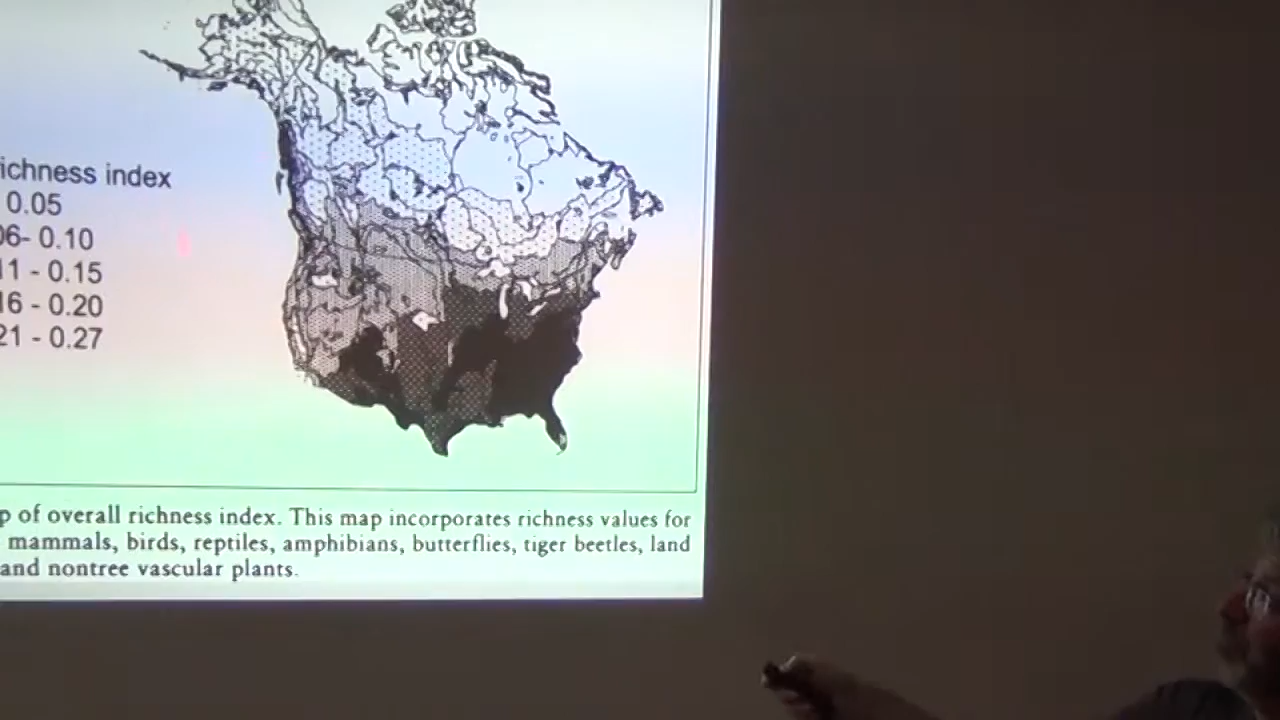 ichness index
0.05
06- 0.10
11 - 0.15
16 - 0.20
21 - 0.27
p of overall richness index. This map incorporates richness values for
mammals, birds, reptiles, amphibians, butterflies, tiger beetles, land
and nontree vascular plants.